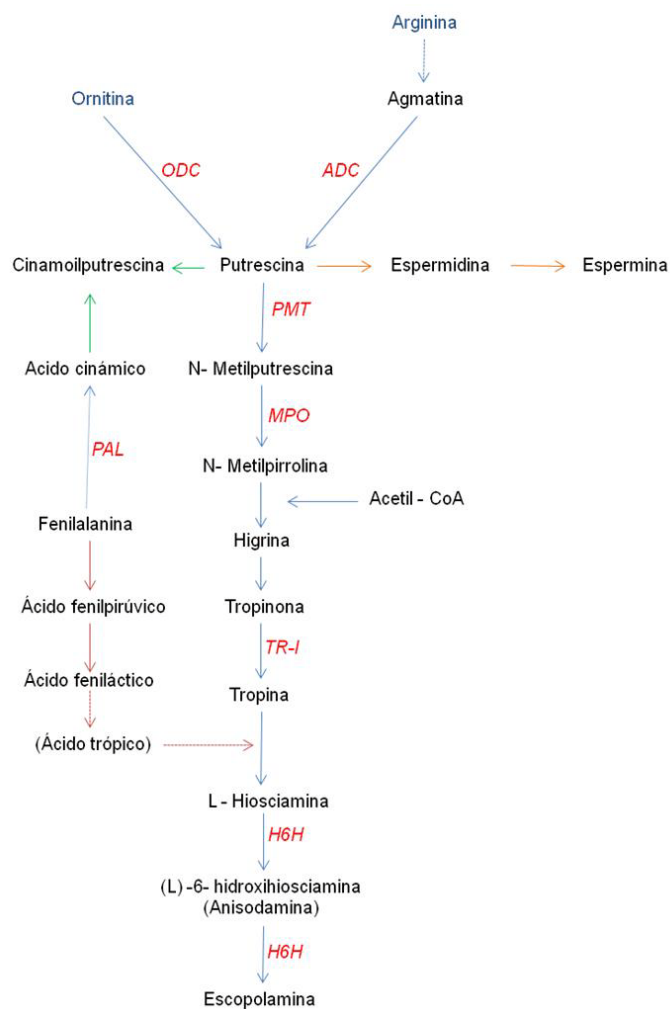 Arginina
Ornitina
Agmatina
ODC
ADC
Cinamoilputrescina
Putrescina
Espermidina
Espermina
PMT
Acido cinámico
N- Metilputrescina
MPO
PAL
N- Metilpirrolina
Acetil - CoA
Fenilalanina
Higrina
Ácido fenilpirúvico
Tropinona
TR-I
Ácido feniláctico
Tropina
(Ácido trópico)
L - Hiosciamina
H6H
(L) -6- hidroxihiosciamina
(Anisodamina)
H6H
Escopolamina